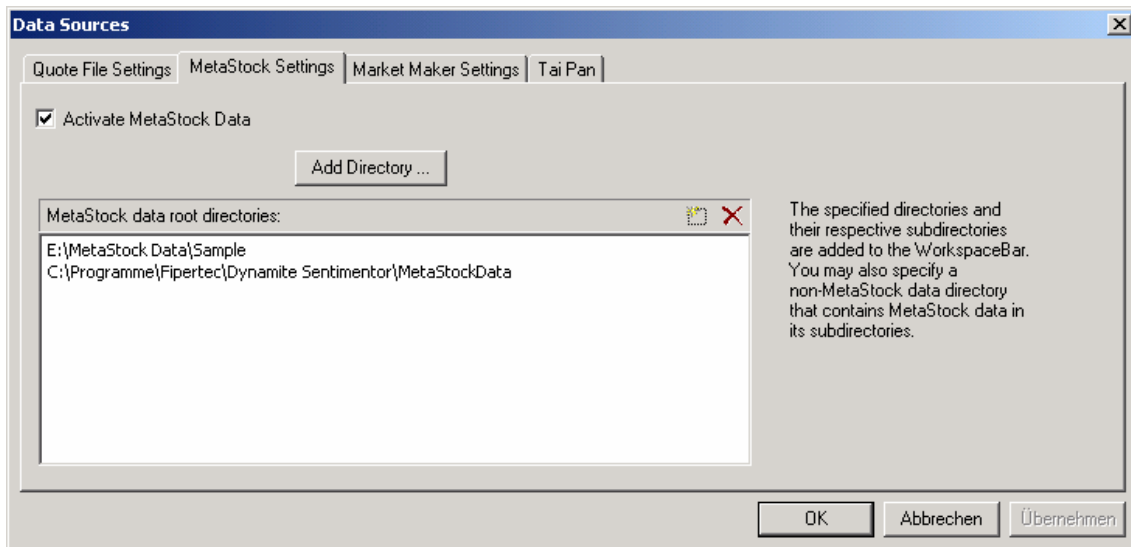 Data Sources
Quote File Settings MetaStock Settings Market Maker Settings Tai Pan
Activate MetaStock Data
Add Directory ...
MetaStock data root directories:
E:\MetaStock Data\Sample
C:\Programme\Fipertec\Dynamite Sentimentor\MetaStockData
The specified directories and
their respective subdirectories
are added to the WorkspaceBar.
You may also specify a
non-MetaStock data directory
that contains MetaStock data in
its subdirectories.
OK Abbrechen Übernehmen